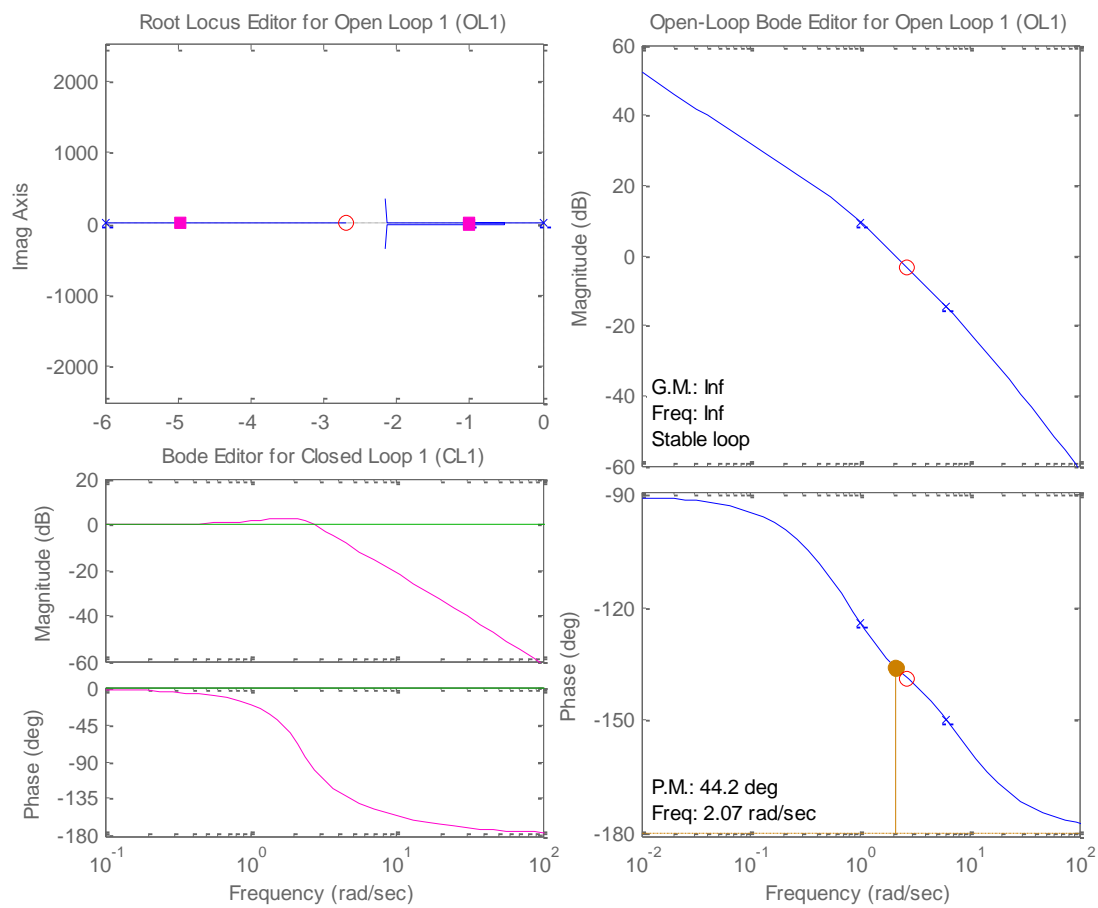 Root Locus Editor for Open Loop 1 (OL1)
2000
1000
0
-1000
-2000
Imag Axis
-6 -5 -4 -3 -2 -1 0
Bode Editor for Closed Loop 1 (CL1)
20
0
-20
-40
-60
Magnitude (dB)
0
-45
-90
-135
-180
Phase (deg)
10^-1 10^0 10^1 10^2
Frequency (rad/sec)
Open-Loop Bode Editor for Open Loop 1 (OL1)
60
40
20
0
-20
-40
-60
Magnitude (dB)
G.M.: Inf
Freq: Inf
Stable loop
-90
-120
-150
-180
Phase (deg)
P.M.: 44.2 deg
Freq: 2.07 rad/sec
10^-2 10^-1 10^0 10^1 10^2
Frequency (rad/sec)